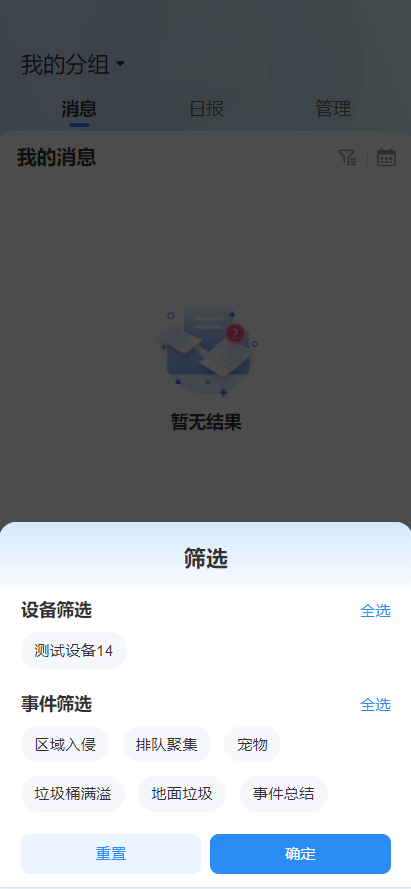 我的分组
消息 日报 管理
我的消息
暂无结果
筛选
设备筛选 全选
测试设备14
事件筛选 全选
区域入侵 排队聚集 宠物
垃圾桶满溢 地面垃圾 事件总结
重置 确定